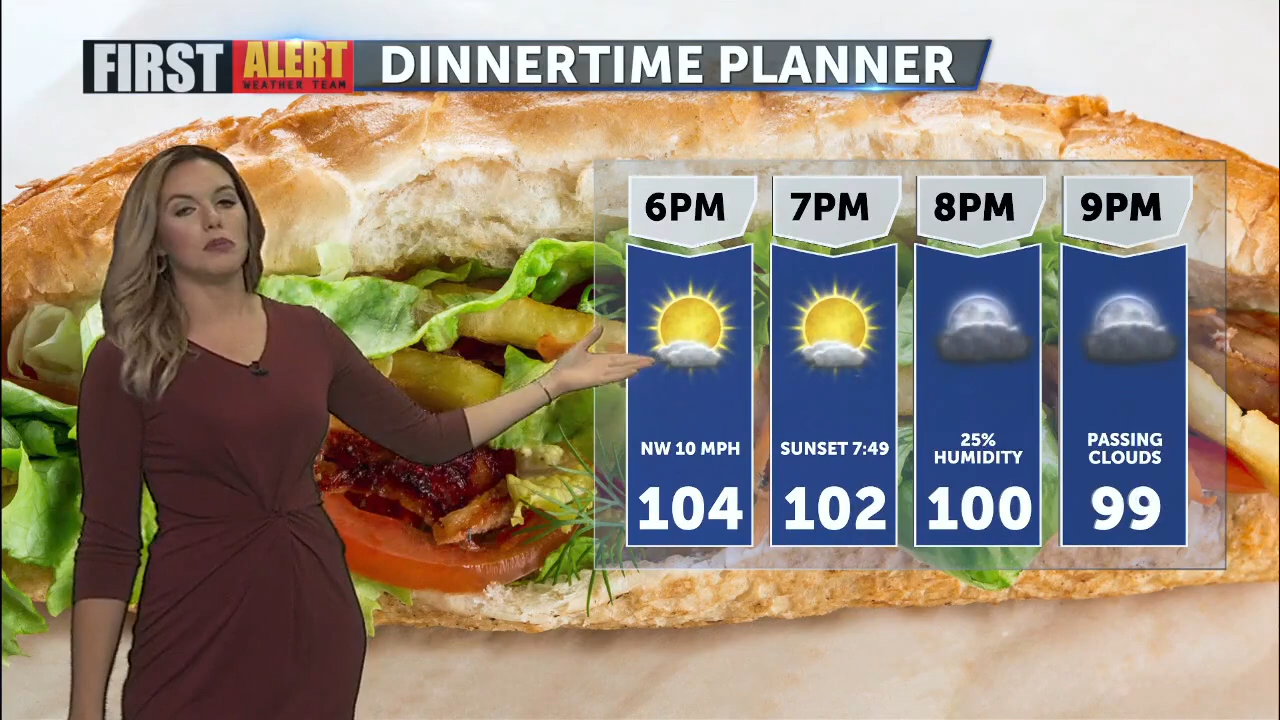 FIRST ALERT DINNERTIME PLANNER
WEATHER TEAM
6PM 7PM 8PM 9PM
NW 10 MPH
SUNSET 7:49
25%
HUMIDITY
PASSING
CLOUDS
104 102 100 99